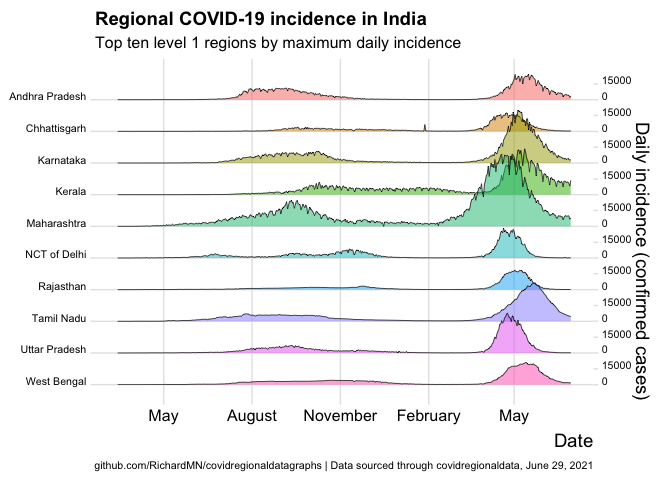 Regional COVID-19 incidence in India
Top ten level 1 regions by maximum daily incidence
Andhra Pradesh
15000
0
Chhattisgarh
15000
0
Karnataka
15000
0
Kerala
15000
0
Maharashtra
15000
0
NCT of Delhi
15000
0
Rajasthan
15000
0
Tamil Nadu
15000
0
Uttar Pradesh
15000
0
West Bengal
15000
0
Daily incidence (confirmed cases)
May August November February May
Date
github.com/RichardMN/covidregionaldatagraphs | Data sourced through covidregionaldata, June 29, 2021